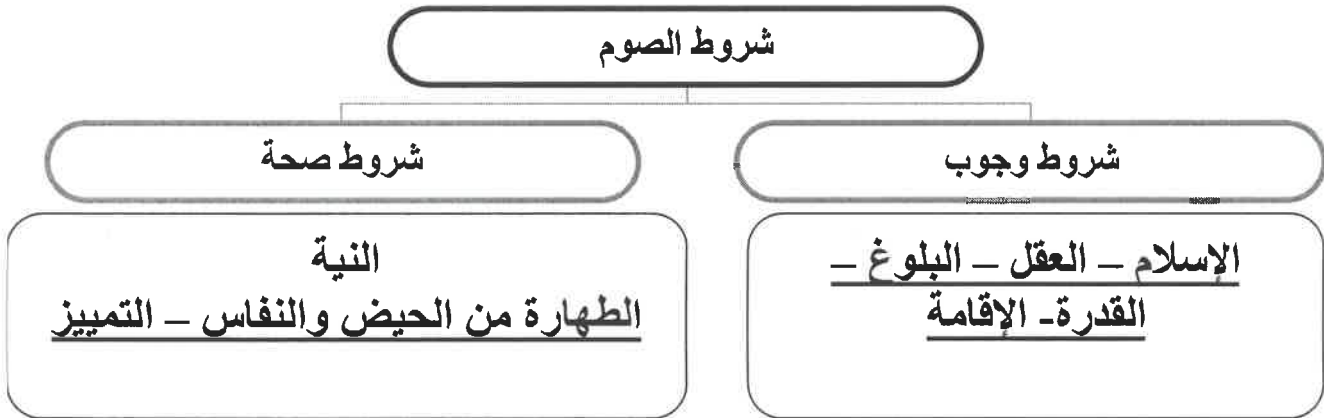 شروط الصوم
شروط وجوب
شروط صحة
الإسلام – العقل – البلوغ –
القدرة- الإقامة
النية
الطهارة من الحيض والنفاس – التمييز